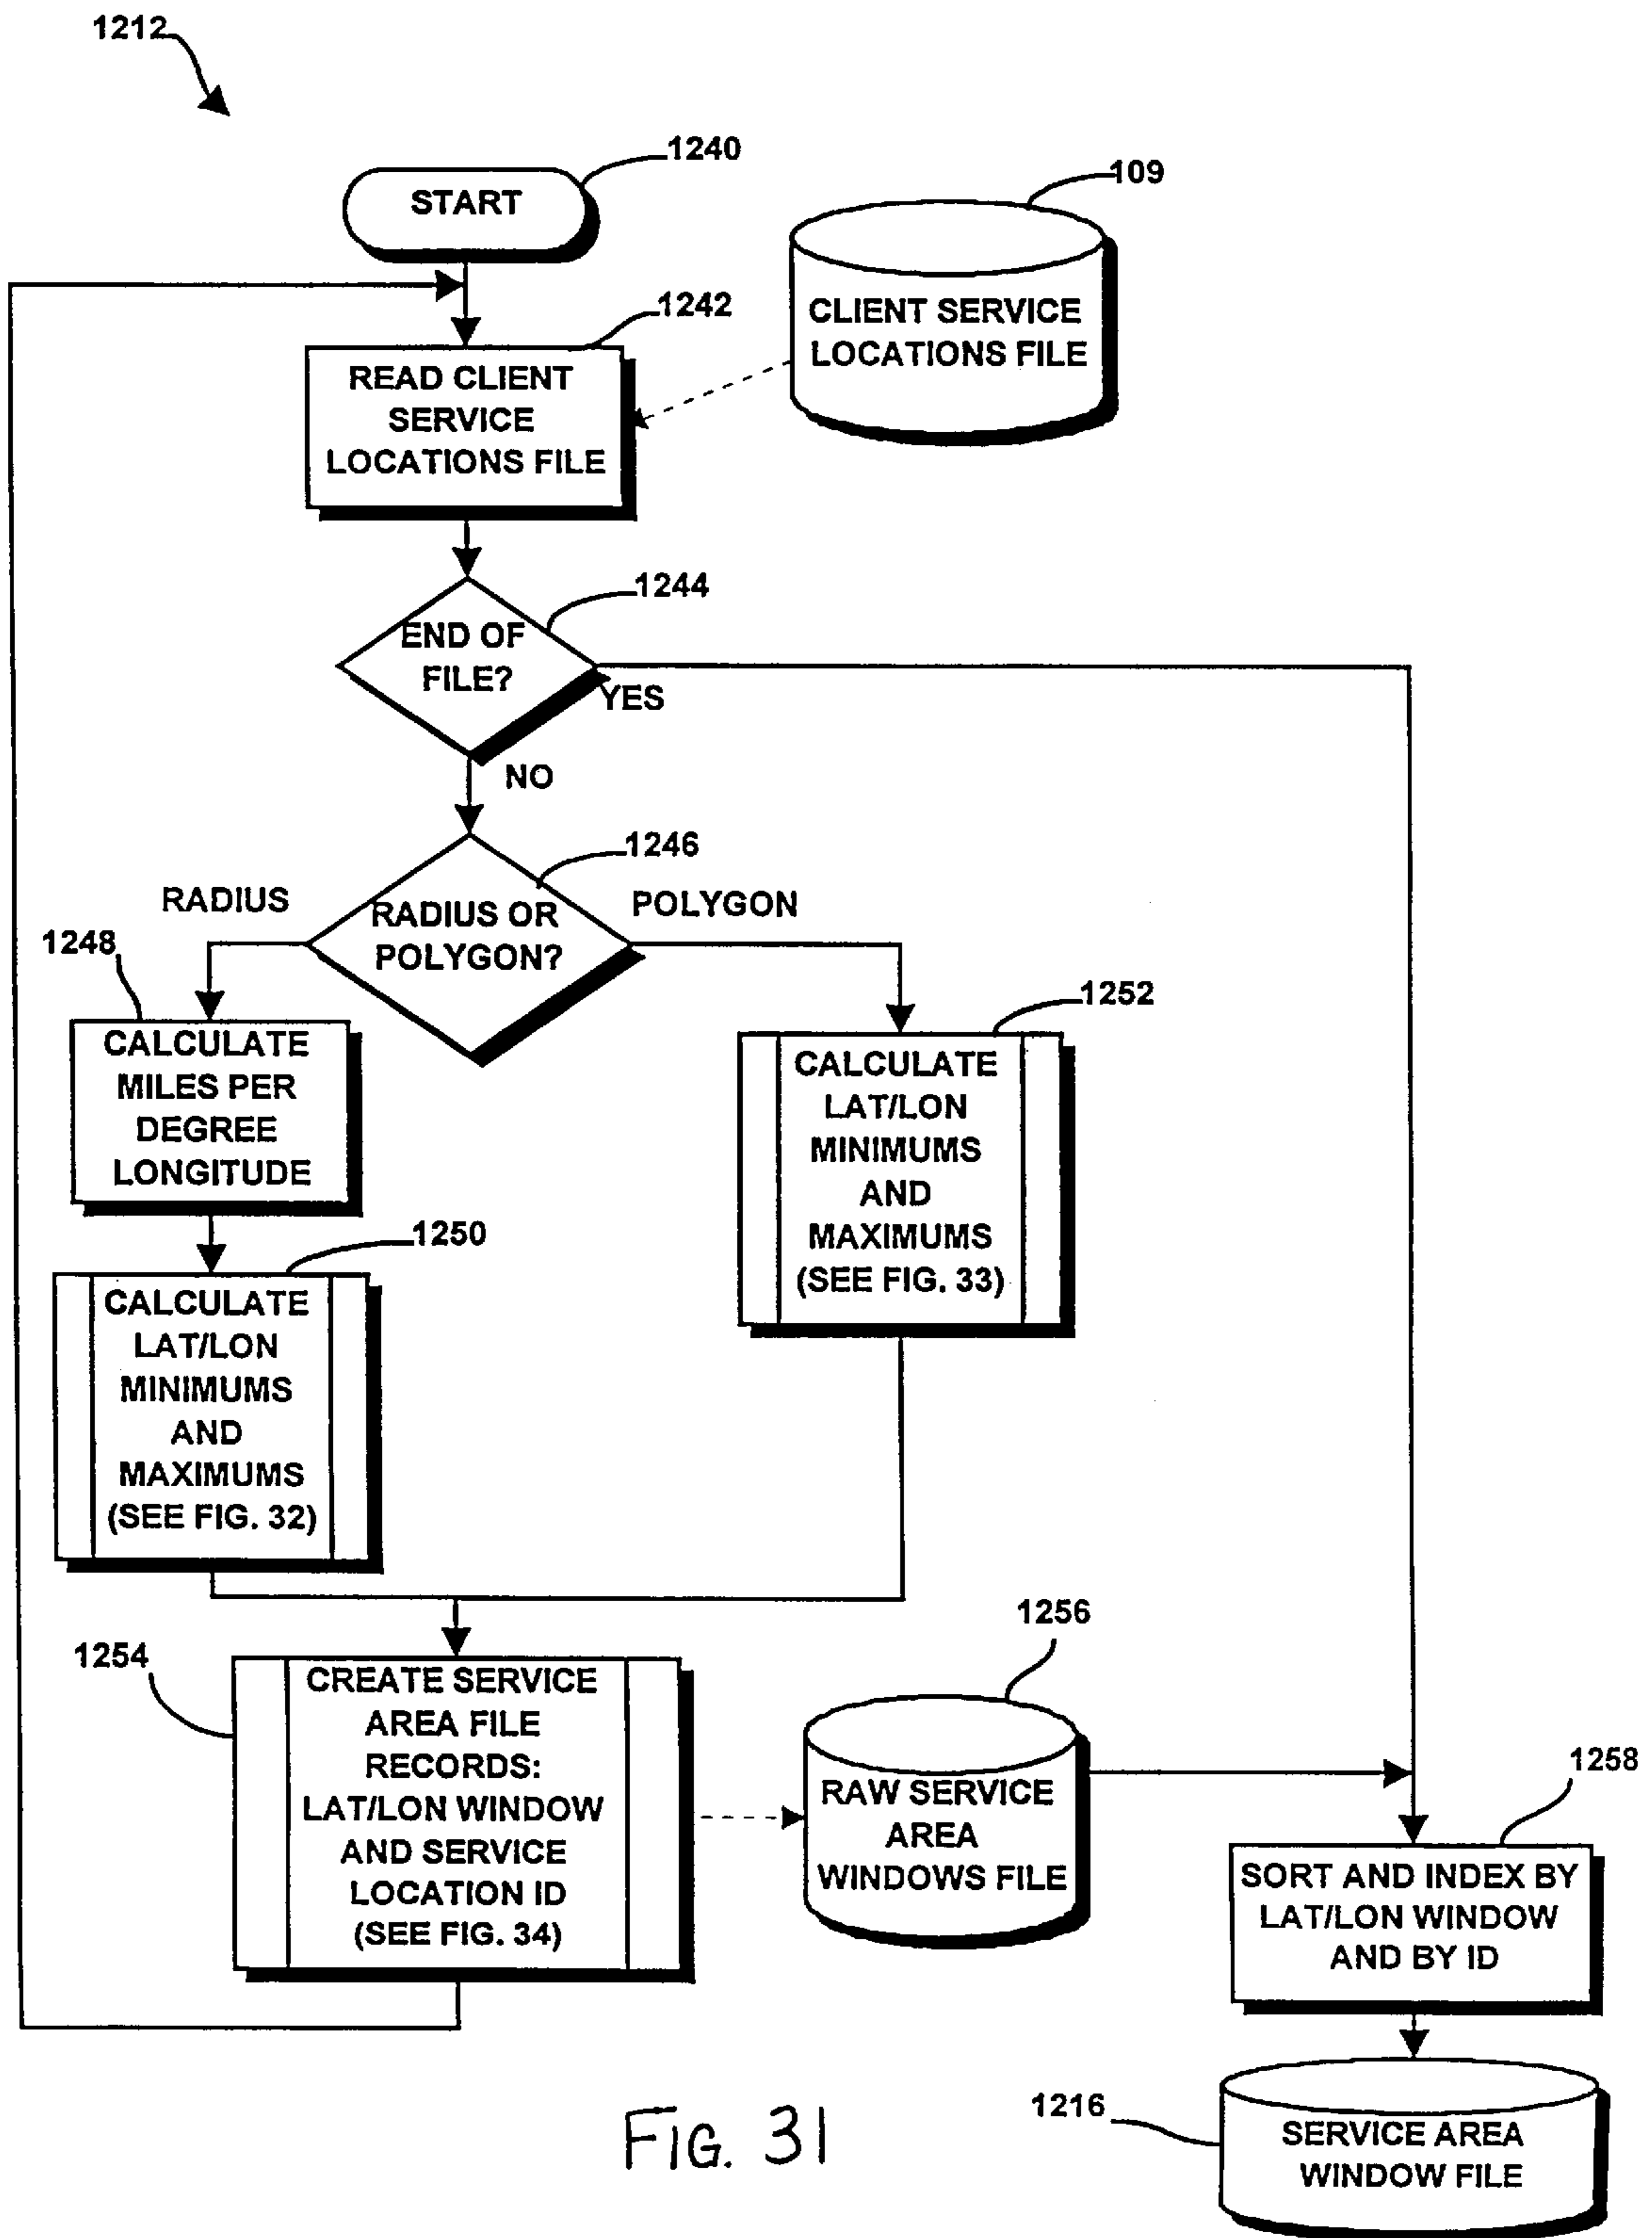 1212
1240
START
109
CLIENT SERVICE
LOCATIONS FILE
1242
READ CLIENT
SERVICE
LOCATIONS FILE
1244
END OF
FILE?
YES
NO
1246
RADIUS
RADIUS OR
POLYGON?
POLYGON
1248
CALCULATE
MILES PER
DEGREE
LONGITUDE
1252
CALCULATE
LAT/LON
MINIMUMS
AND
MAXIMUMS
(SEE FIG. 33)
1250
CALCULATE
LAT/LON
MINIMUMS
AND
MAXIMUMS
(SEE FIG. 32)
1254
CREATE SERVICE
AREA FILE
RECORDS:
LAT/LON WINDOW
AND SERVICE
LOCATION ID
(SEE FIG. 34)
1256
RAW SERVICE
AREA
WINDOWS FILE
1258
SORT AND INDEX BY
LAT/LON WINDOW
AND BY ID
1216
SERVICE AREA
WINDOW FILE
FIG. 31